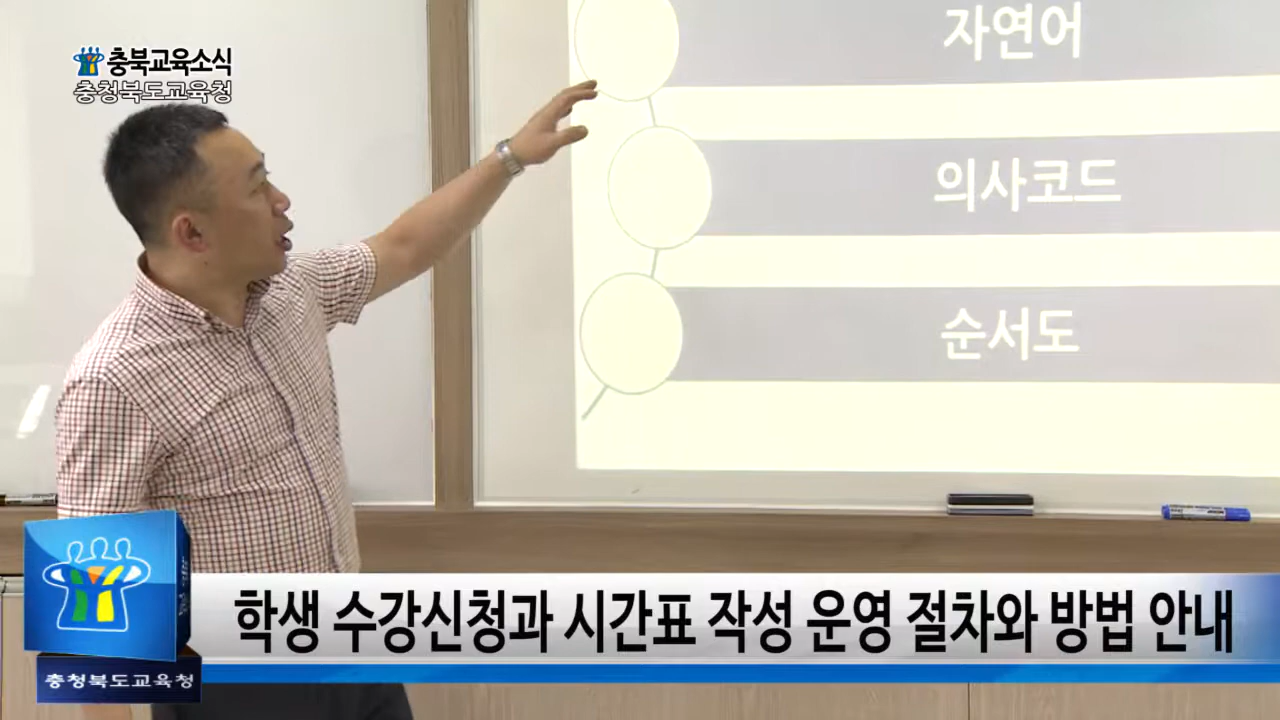 충북교육소식
충청북도교육청
자연어
의사코드
순서도
학생 수강신청과 시간표 작성 운영 절차와 방법 안내
충청북도교육청